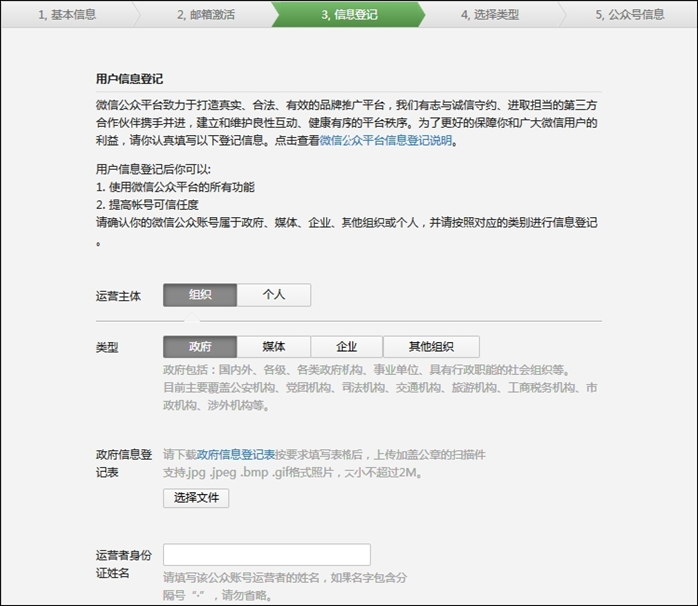 1, 基本信息
2, 邮箱激活
3, 信息登记
4, 选择类型
5, 公众号信息
用户信息登记
微信公众平台致力于打造真实、合法、有效的品牌推广平台，我们有志与诚信守约、进取担当的第三方
合作伙伴携手并进，建立和维护良性互动、健康有序的平台秩序。为了更好的保障你和广大微信用户的
利益，请你认真填写以下登记信息。点击查看微信公众平台信息登记说明。
用户信息登记后你可以:
1. 使用微信公众平台的所有功能
2. 提高帐号可信任度
请确认你的微信公众账号属于政府、媒体、企业、其他组织或个人，并请按照对应的类别进行信息登记
。
运营主体
组织
个人
类型
政府
媒体
企业
其他组织
政府包括：国内外、各级、各类政府机构、事业单位、具有行政职能的社会组织等。
目前主要覆盖公安机构、党团机构、司法机构、交通机构、旅游机构、工商税务机构、市
政机构、涉外机构等。
政府信息登
记表
请下载政府信息登记表按要求填写表格后，上传加盖公章的扫描件
支持.jpg .jpeg .bmp .gif格式照片，大小不超过2M。
选择文件
运营者身份
证姓名
请填写该公众账号运营者的姓名，如果名字包含分
隔号“·”，请勿省略。